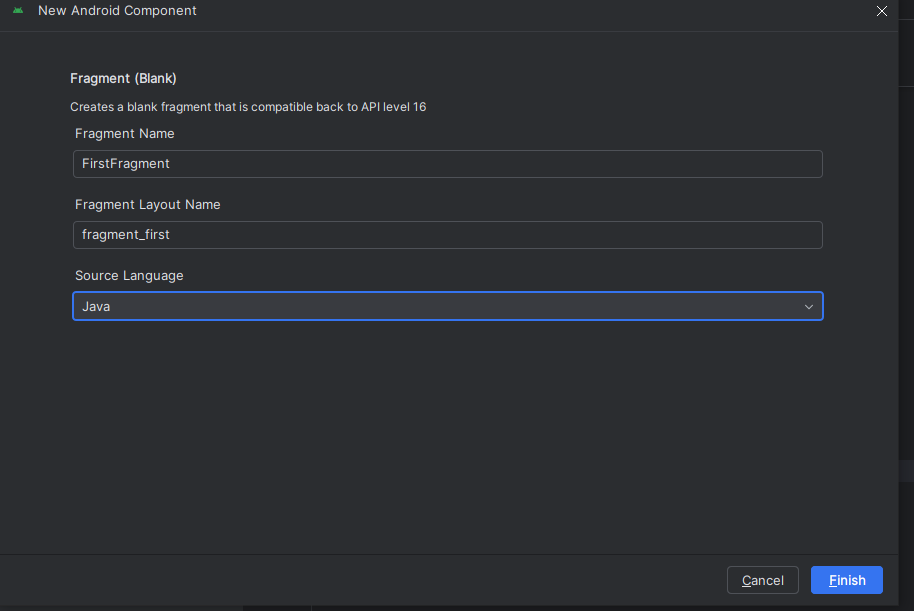 New Android Component
Fragment (Blank)
Creates a blank fragment that is compatible back to API level 16
Fragment Name
FirstFragment
Fragment Layout Name
fragment_first
Source Language
Java
Cancel
Finish